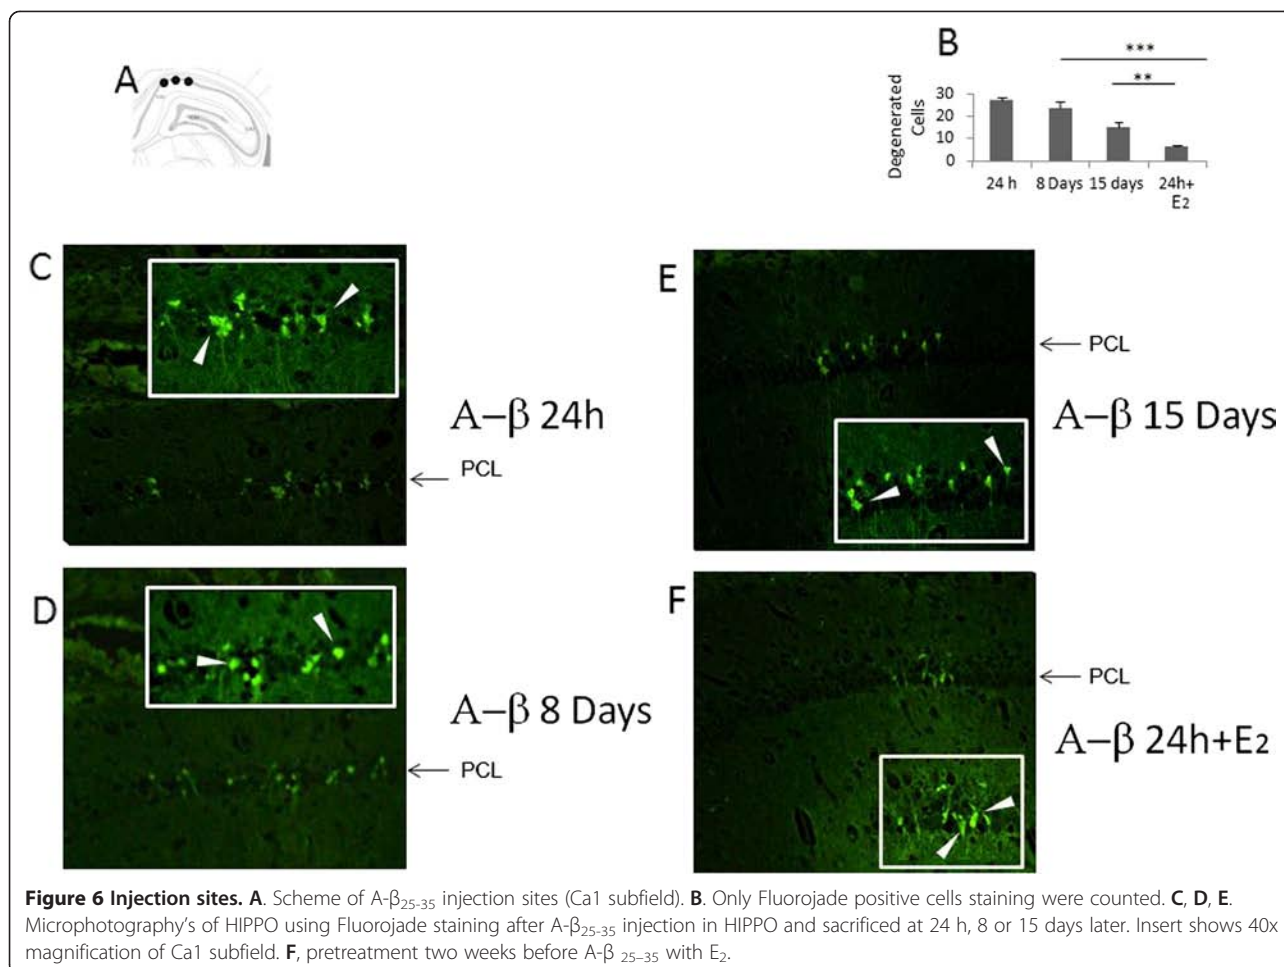 A
B
***
**
Degenerated
Cells
30
20
10
0
24 h
8 Days
15 days
24h+
E2
C
A–β 24h
PCL
E
PCL
A–β 15 Days
D
A–β 8 Days
PCL
F
PCL
A–β 24h+E2
Figure 6 Injection sites. A. Scheme of A-β25-35 injection sites (Ca1 subfield). B. Only Fluorojade positive cells staining were counted. C, D, E.
Microphotography's of HIPPO using Fluorojade staining after A-β25-35 injection in HIPPO and sacrificed at 24 h, 8 or 15 days later. Insert shows 40x
magnification of Ca1 subfield. F, pretreatment two weeks before A-β 25–35 with E2.